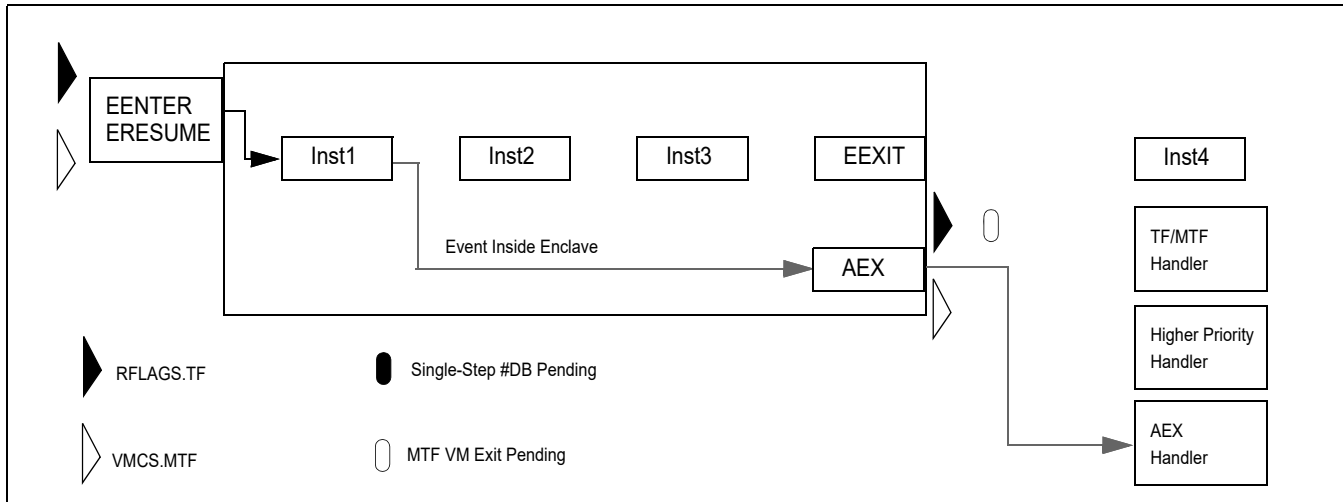 EENTER
ERESUME
Inst1
Inst2
Inst3
EEXIT
Inst4
Event Inside Enclave
AEX
TF/MTF
Handler
Higher Priority
Handler
AEX
Handler
RFLAGS.TF
Single-Step #DB Pending
VMCS.MTF
MTF VM Exit Pending